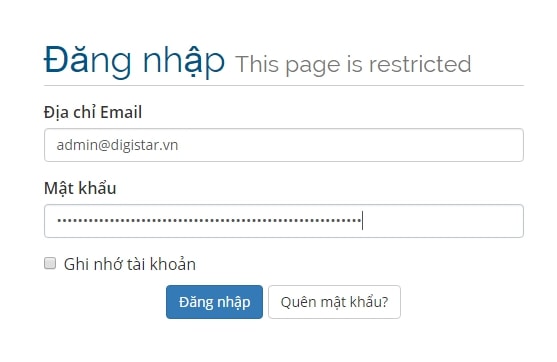 Đăng nhập This page is restricted
Địa chỉ Email
admin@digistar.vn
Mật khẩu
Ghi nhớ tài khoản
Đăng nhập Quên mật khẩu?